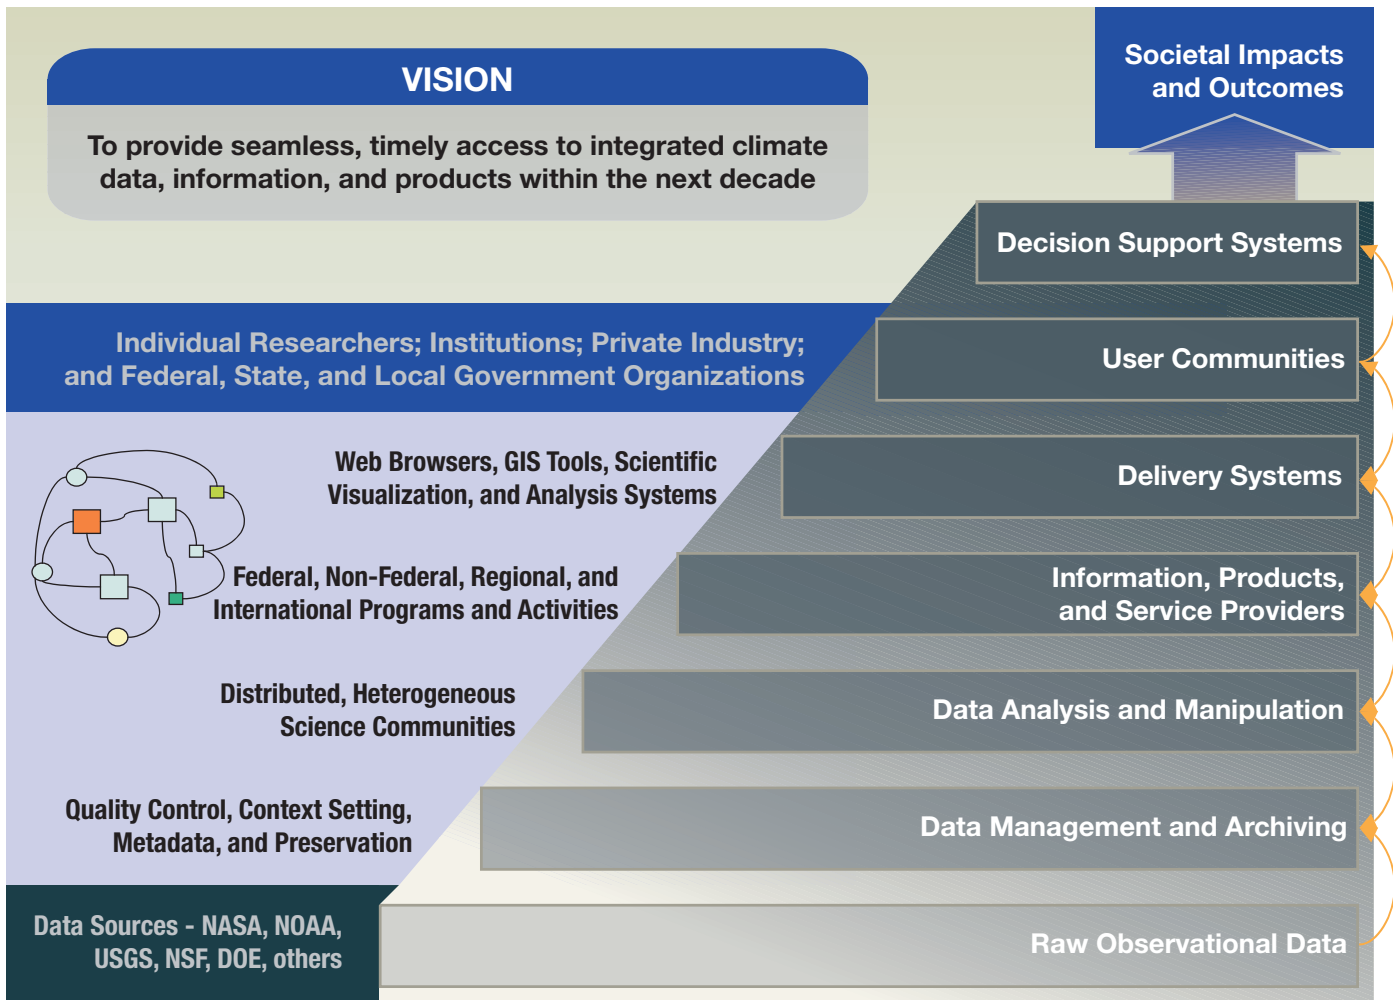 VISION
To provide seamless, timely access to integrated climate
data, information, and products within the next decade
Societal Impacts
and Outcomes
Decision Support Systems
Individual Researchers; Institutions; Private Industry;
and Federal, State, and Local Government Organizations
User Communities
Web Browsers, GIS Tools, Scientific
Visualization, and Analysis Systems
Delivery Systems
Federal, Non-Federal, Regional, and
International Programs and Activities
Information, Products,
and Service Providers
Distributed, Heterogeneous
Science Communities
Data Analysis and Manipulation
Quality Control, Context Setting,
Metadata, and Preservation
Data Management and Archiving
Data Sources - NASA, NOAA,
USGS, NSF, DOE, others
Raw Observational Data